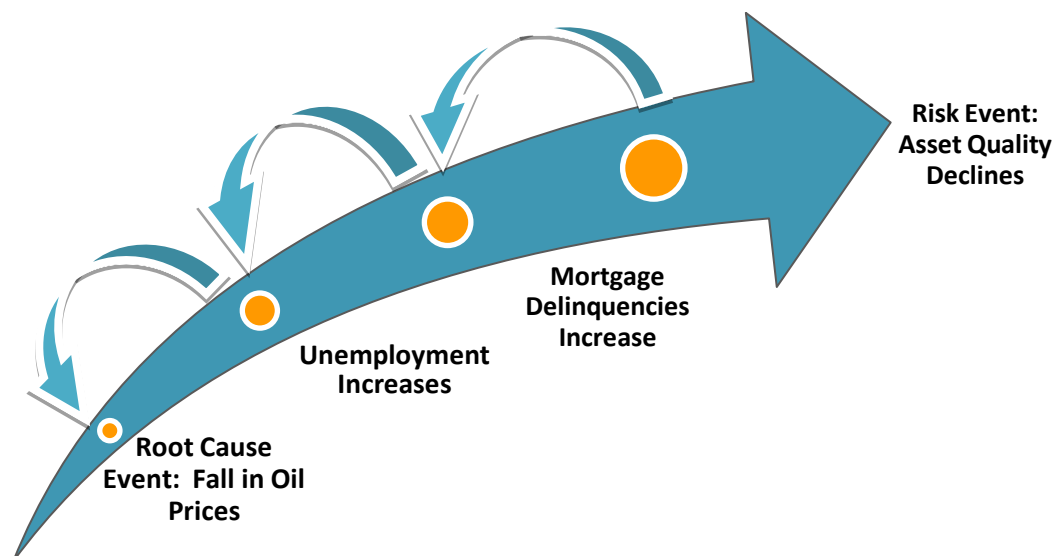 Risk Event:
Asset Quality
Declines
Mortgage
Delinquencies
Increase
Unemployment
Increases
Root Cause
Event:  Fall in Oil
Prices